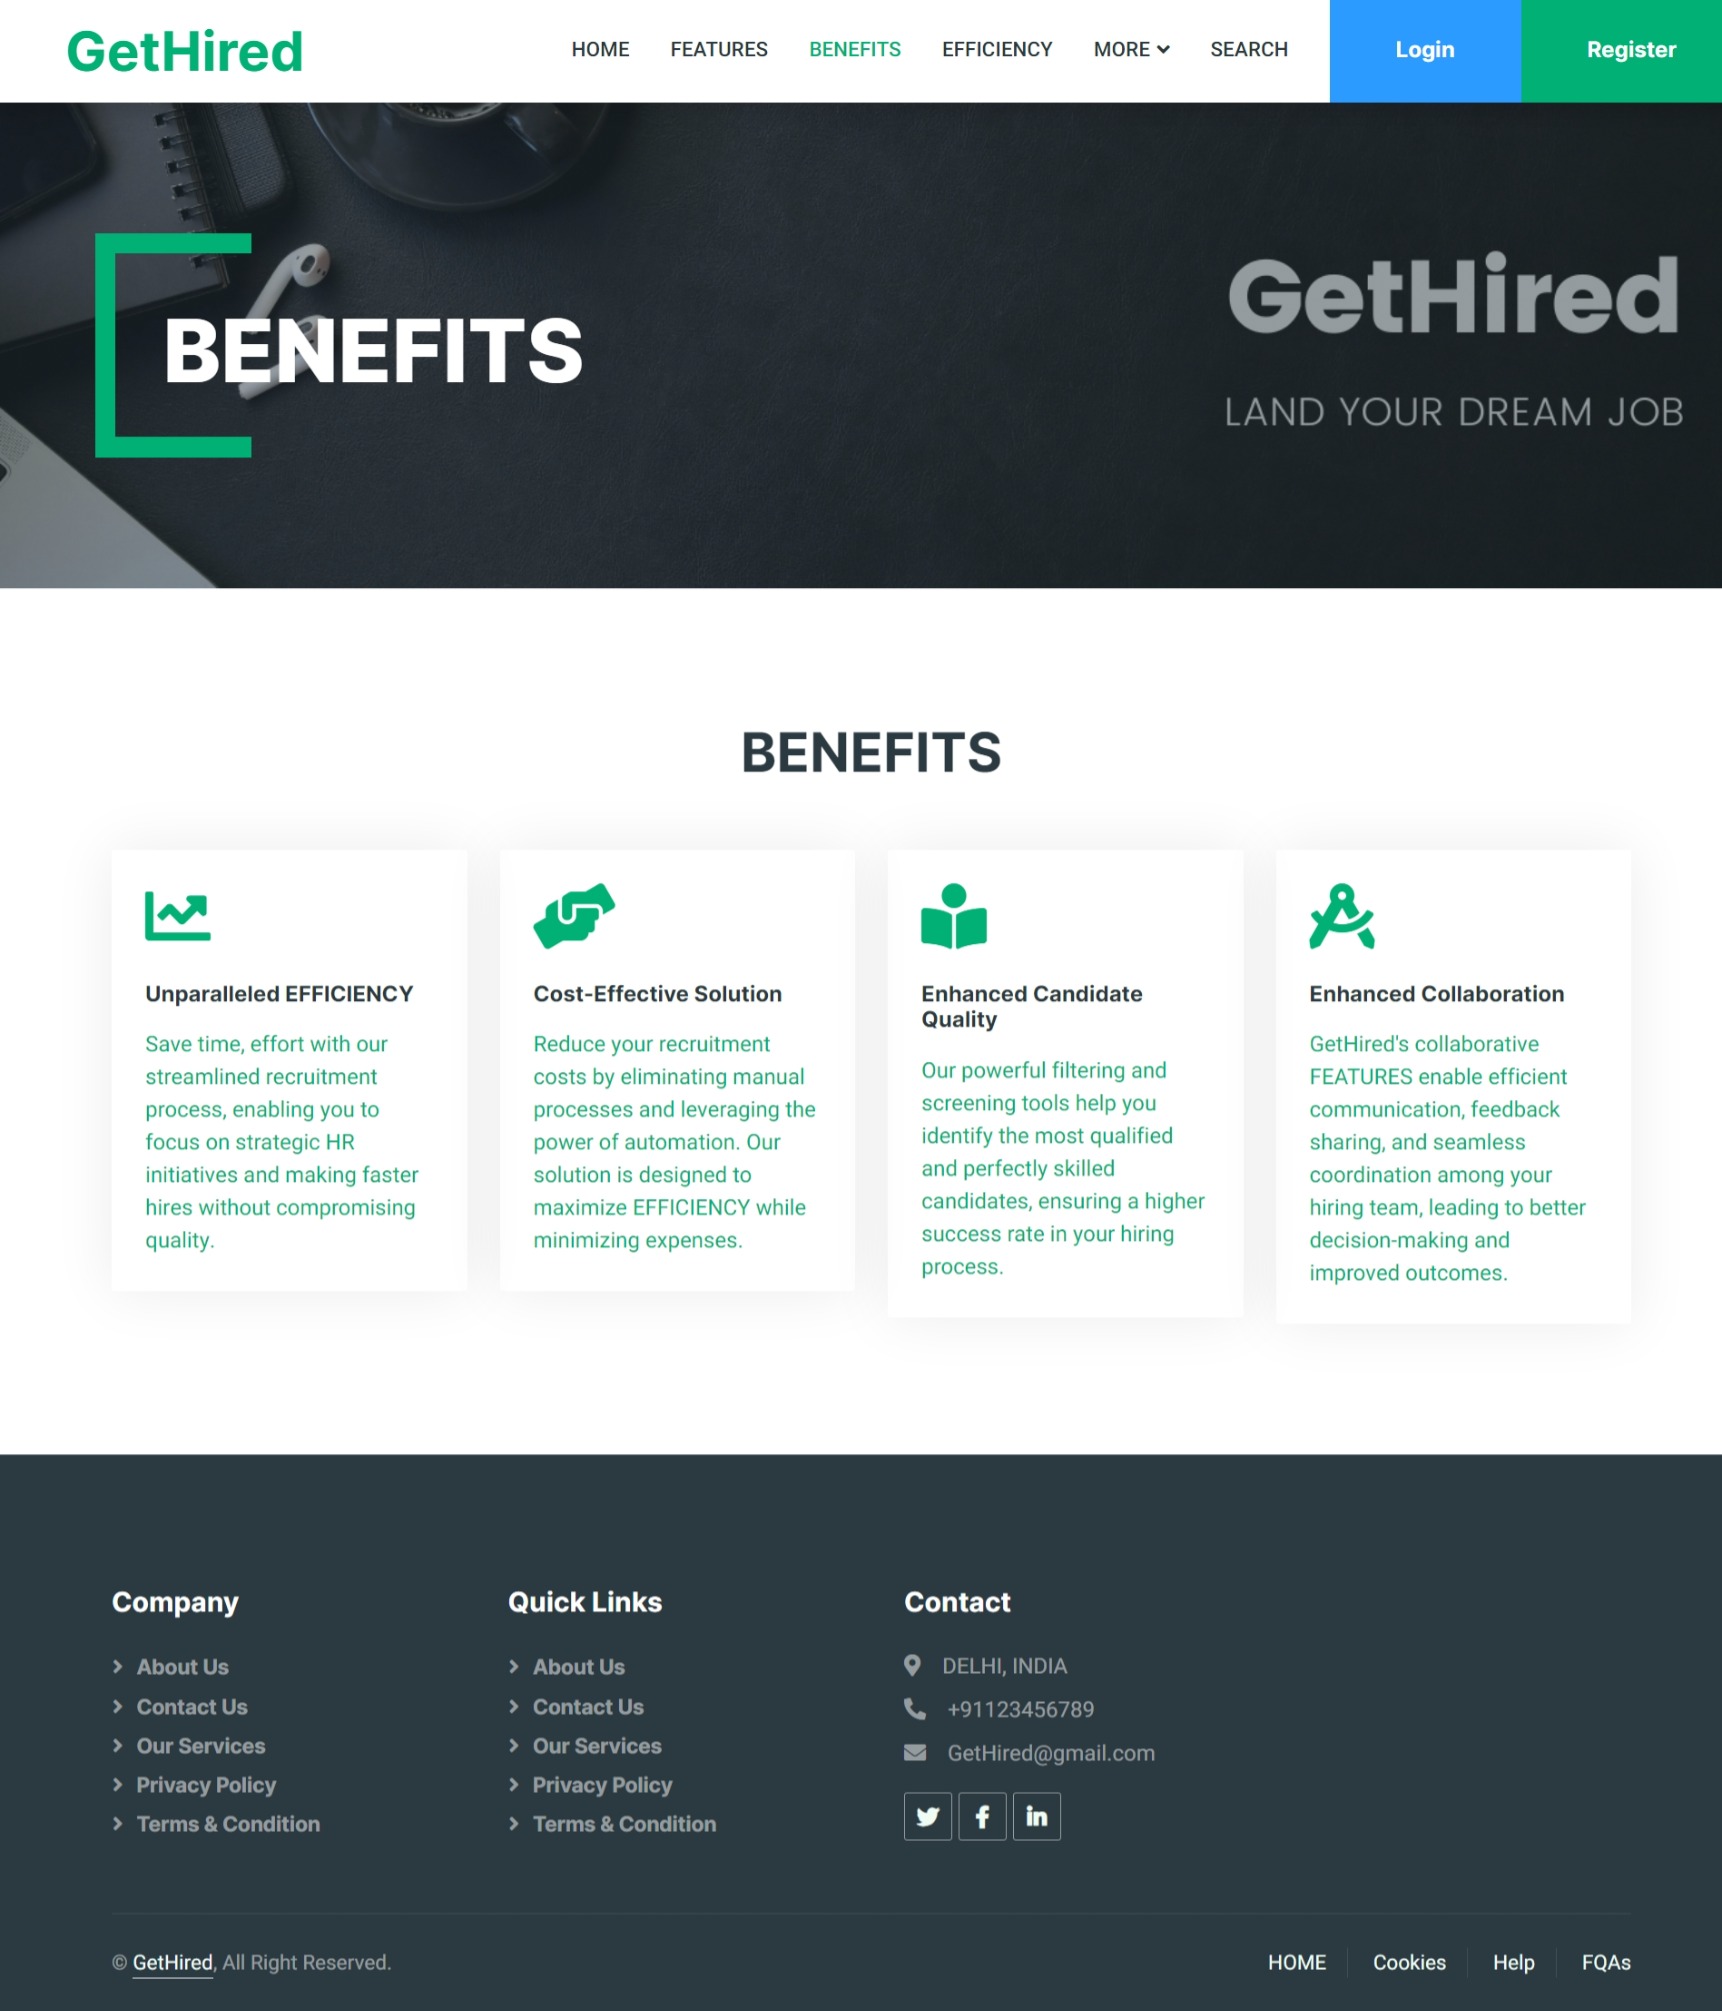 GetHired
HOME FEATURES BENEFITS EFFICIENCY MORE SEARCH Login Register
BENEFITS
GetHired
LAND YOUR DREAM JOB
BENEFITS
Unparalleled EFFICIENCY
Save time, effort with our
streamlined recruitment
process, enabling you to
focus on strategic HR
initiatives and making faster
hires without compromising
quality.
Cost-Effective Solution
Reduce your recruitment
costs by eliminating manual
processes and leveraging the
power of automation. Our
solution is designed to
maximize EFFICIENCY while
minimizing expenses.
Enhanced Candidate
Quality
Our powerful filtering and
screening tools help you
identify the most qualified
and perfectly skilled
candidates, ensuring a higher
success rate in your hiring
process.
Enhanced Collaboration
GetHired's collaborative
FEATURES enable efficient
communication, feedback
sharing, and seamless
coordination among your
hiring team, leading to better
decision-making and
improved outcomes.
Company
About Us
Contact Us
Our Services
Privacy Policy
Terms & Condition
Quick Links
About Us
Contact Us
Our Services
Privacy Policy
Terms & Condition
Contact
DELHI, INDIA
+91123456789
GetHired@gmail.com
© GetHired, All Right Reserved.
HOME Cookies Help FQAs